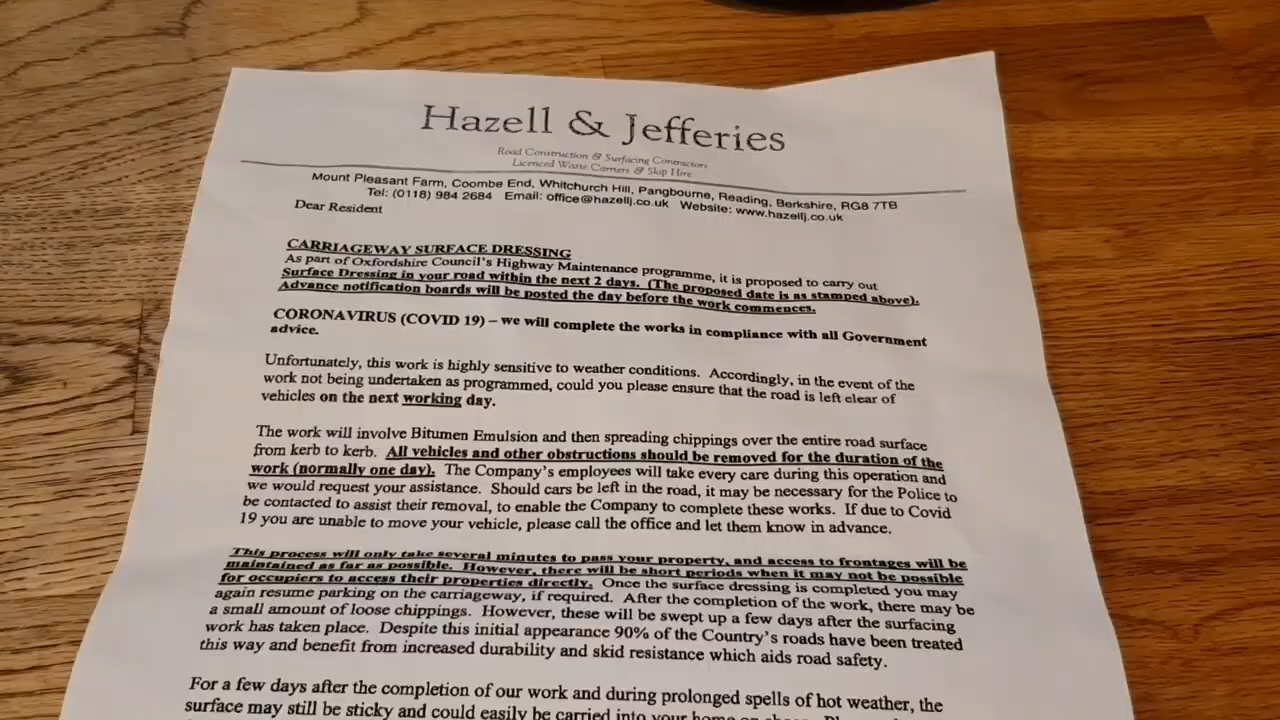 Hazell & Jefferies
Road Construction & Surfacing Contractors
Licenced Waste Carriers & Skip Hire
Mount Pleasant Farm, Coombe End, Whitchurch Hill, Pangbourne, Reading, Berkshire, RG8 7TB
Tel: (0118) 984 2684 Email: office@hazellj.co.uk Website: www.hazellj.co.uk
Dear Resident
CARRIAGEWAY SURFACE DRESSING
As part of Oxfordshire Council's Highway Maintenance programme, it is proposed to carry out
Surface Dressing in your road within the next 2 days. (The proposed date is as stamped above).
Advance notification boards will be posted the day before the work commences.
CORONAVIRUS (COVID 19) – we will complete the works in compliance with all Government
advice.
Unfortunately, this work is highly sensitive to weather conditions. Accordingly, in the event of the
work not being undertaken as programmed, could you please ensure that the road is left clear of
vehicles on the next working day.
The work will involve Bitumen Emulsion and then spreading chippings over the entire road surface
from kerb to kerb. All vehicles and other obstructions should be removed for the duration of the
work (normally one day). The Company's employees will take every care during this operation and
we would request your assistance. Should cars be left in the road, it may be necessary for the Police to
be contacted to assist their removal, to enable the Company to complete these works. If due to Covid
19 you are unable to move your vehicle, please call the office and let them know in advance.
This process will only take several minutes to pass your property, and access to frontages will be
maintained as far as possible. However, there will be short periods when it may not be possible
for occupiers to access their properties directly. Once the surface dressing is completed you may
again resume parking on the carriageway, if required. After the completion of the work, there may be
a small amount of loose chippings. However, these will be swept up a few days after the surfacing
work has taken place. Despite this initial appearance 90% of the Country's roads have been treated
this way and benefit from increased durability and skid resistance which aids road safety.
For a few days after the completion of our work and during prolonged spells of hot weather, the
surface may still be sticky and could easily be carried into your home on